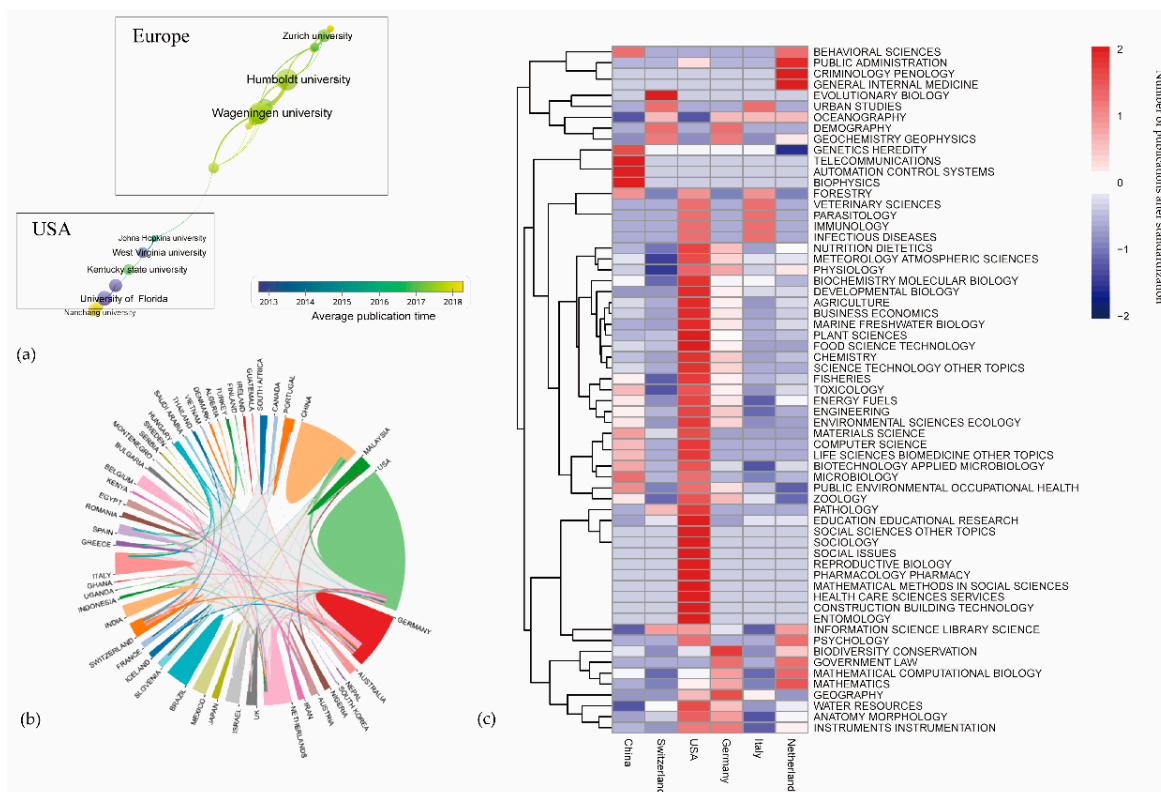 Europe
Zurich university
Humboldt university
Wageningen university
USA
Johns Hopkins university
West Virginia university
Kentucky state university
University of Florida
Nanchang university
2013 2014 2015 2016 2017 2018
Average publication time
(a)
SAUDI ARABIA
THAILAND
VIETNAM
DENMARK
ALGERIA
TURKEY
FINLAND
IRELAND
GUATEMALA
SOUTH AFRICA
CANADA
PORTUGAL
CHINA
MALAYSIA
USA
GERMANY
AUSTRALIA
SOUTH KOREA
NEPAL
NIGERIA
AUSTRIA
IRAN
NETHERLANDS
UK
ISRAEL
JAPAN
MEXICO
BRAZIL
SLOVENIA
ICELAND
FRANCE
SWITZERLAND
INDIA
INDONESIA
UGANDA
GHANA
ITALY
GREECE
SPAIN
ROMANIA
EGYPT
KENYA
BELGIUM
BULGARIA
MONTENEGRO
SERBIA
SWEDEN
HUNGARY
(b)
BEHAVIORAL SCIENCES
PUBLIC ADMINISTRATION
CRIMINOLOGY PENOLOGY
GENERAL INTERNAL MEDICINE
EVOLUTIONARY BIOLOGY
URBAN STUDIES
OCEANOGRAPHY
DEMOGRAPHY
GEOCHEMISTRY GEOPHYSICS
GENETICS HEREDITY
TELECOMMUNICATIONS
AUTOMATION CONTROL SYSTEMS
BIOPHYSICS
FORESTRY
VETERINARY SCIENCES
PARASITOLOGY
IMMUNOLOGY
INFECTIOUS DISEASES
NUTRITION DIETETICS
METEOROLOGY ATMOSPHERIC SCIENCES
PHYSIOLOGY
BIOCHEMISTRY MOLECULAR BIOLOGY
DEVELOPMENTAL BIOLOGY
AGRICULTURE
BUSINESS ECONOMICS
MARINE FRESHWATER BIOLOGY
PLANT SCIENCES
FOOD SCIENCE TECHNOLOGY
CHEMISTRY
SCIENCE TECHNOLOGY OTHER TOPICS
FISHERIES
TOXICOLOGY
ENERGY FUELS
ENGINEERING
ENVIRONMENTAL SCIENCES ECOLOGY
MATERIALS SCIENCE
COMPUTER SCIENCE
LIFE SCIENCES BIOMEDICINE OTHER TOPICS
BIOTECHNOLOGY APPLIED MICROBIOLOGY
MICROBIOLOGY
PUBLIC ENVIRONMENTAL OCCUPATIONAL HEALTH
ZOOLOGY
PATHOLOGY
EDUCATION EDUCATIONAL RESEARCH
SOCIAL SCIENCES OTHER TOPICS
SOCIOLOGY
SOCIAL ISSUES
REPRODUCTIVE BIOLOGY
PHARMACOLOGY PHARMACY
MATHEMATICAL METHODS IN SOCIAL SCIENCES
HEALTH CARE SCIENCES SERVICES
CONSTRUCTION BUILDING TECHNOLOGY
ENTOMOLOGY
INFORMATION SCIENCE LIBRARY SCIENCE
PSYCHOLOGY
BIODIVERSITY CONSERVATION
GOVERNMENT LAW
MATHEMATICAL COMPUTATIONAL BIOLOGY
MATHEMATICS
GEOGRAPHY
WATER RESOURCES
ANATOMY MORPHOLOGY
INSTRUMENTS INSTRUMENTATION
China
Switzerland
USA
Germany
Italy
Netherland
(c)
2
1
0
−1
−2
Number of publications after standardization